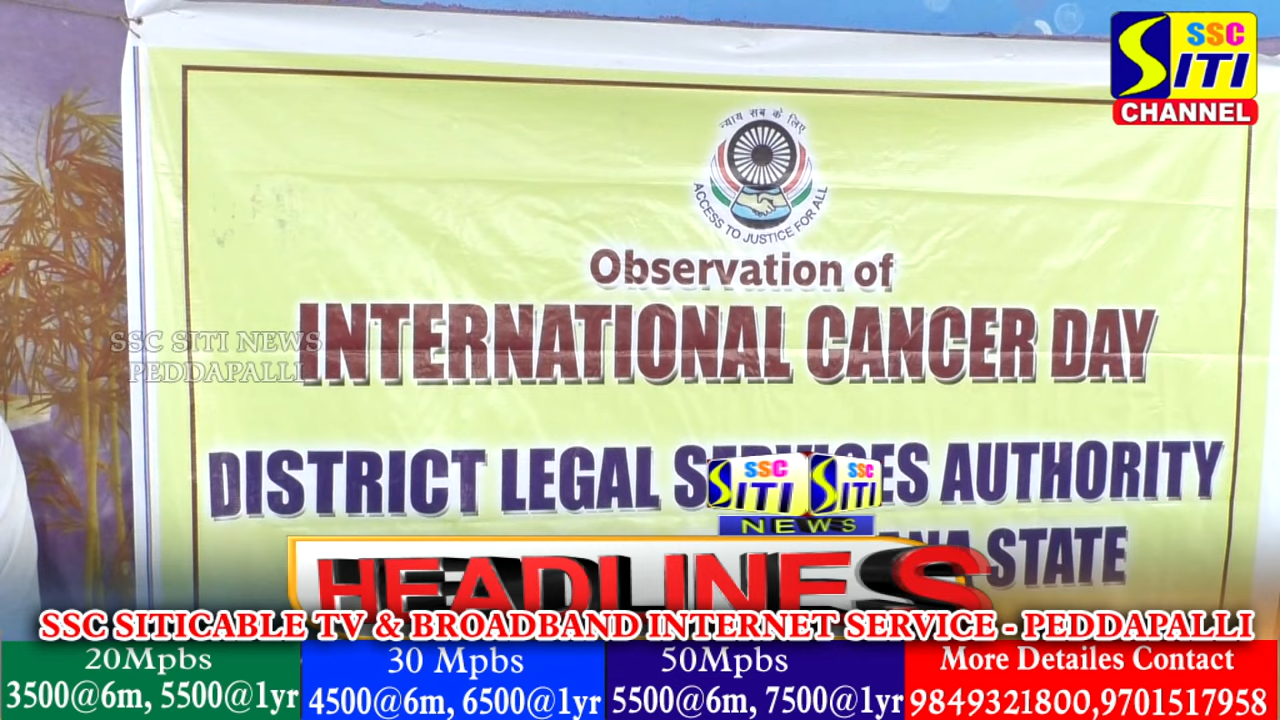 SSC
SITI
CHANNEL
न्याय सब के लिए
ACCESS TO JUSTICE FOR ALL
Observation of
INTERNATIONAL CANCER DAY
SSC SITI NEWS
PEDDAPALLI
DISTRICT LEGAL AUTHORITY
SSC SSC
SITI SITI
NEWS
STATE
HEADLINES
SSC SITICABLE TV & BROADBAND INTERNET SERVICE - PEDDAPALLI
20Mpbs 30 Mpbs 50Mpbs More Detailes Contact
3500@6m, 5500@1yr 4500@6m, 6500@1yr 5500@6m, 7500@1yr 9849321800,9701517958